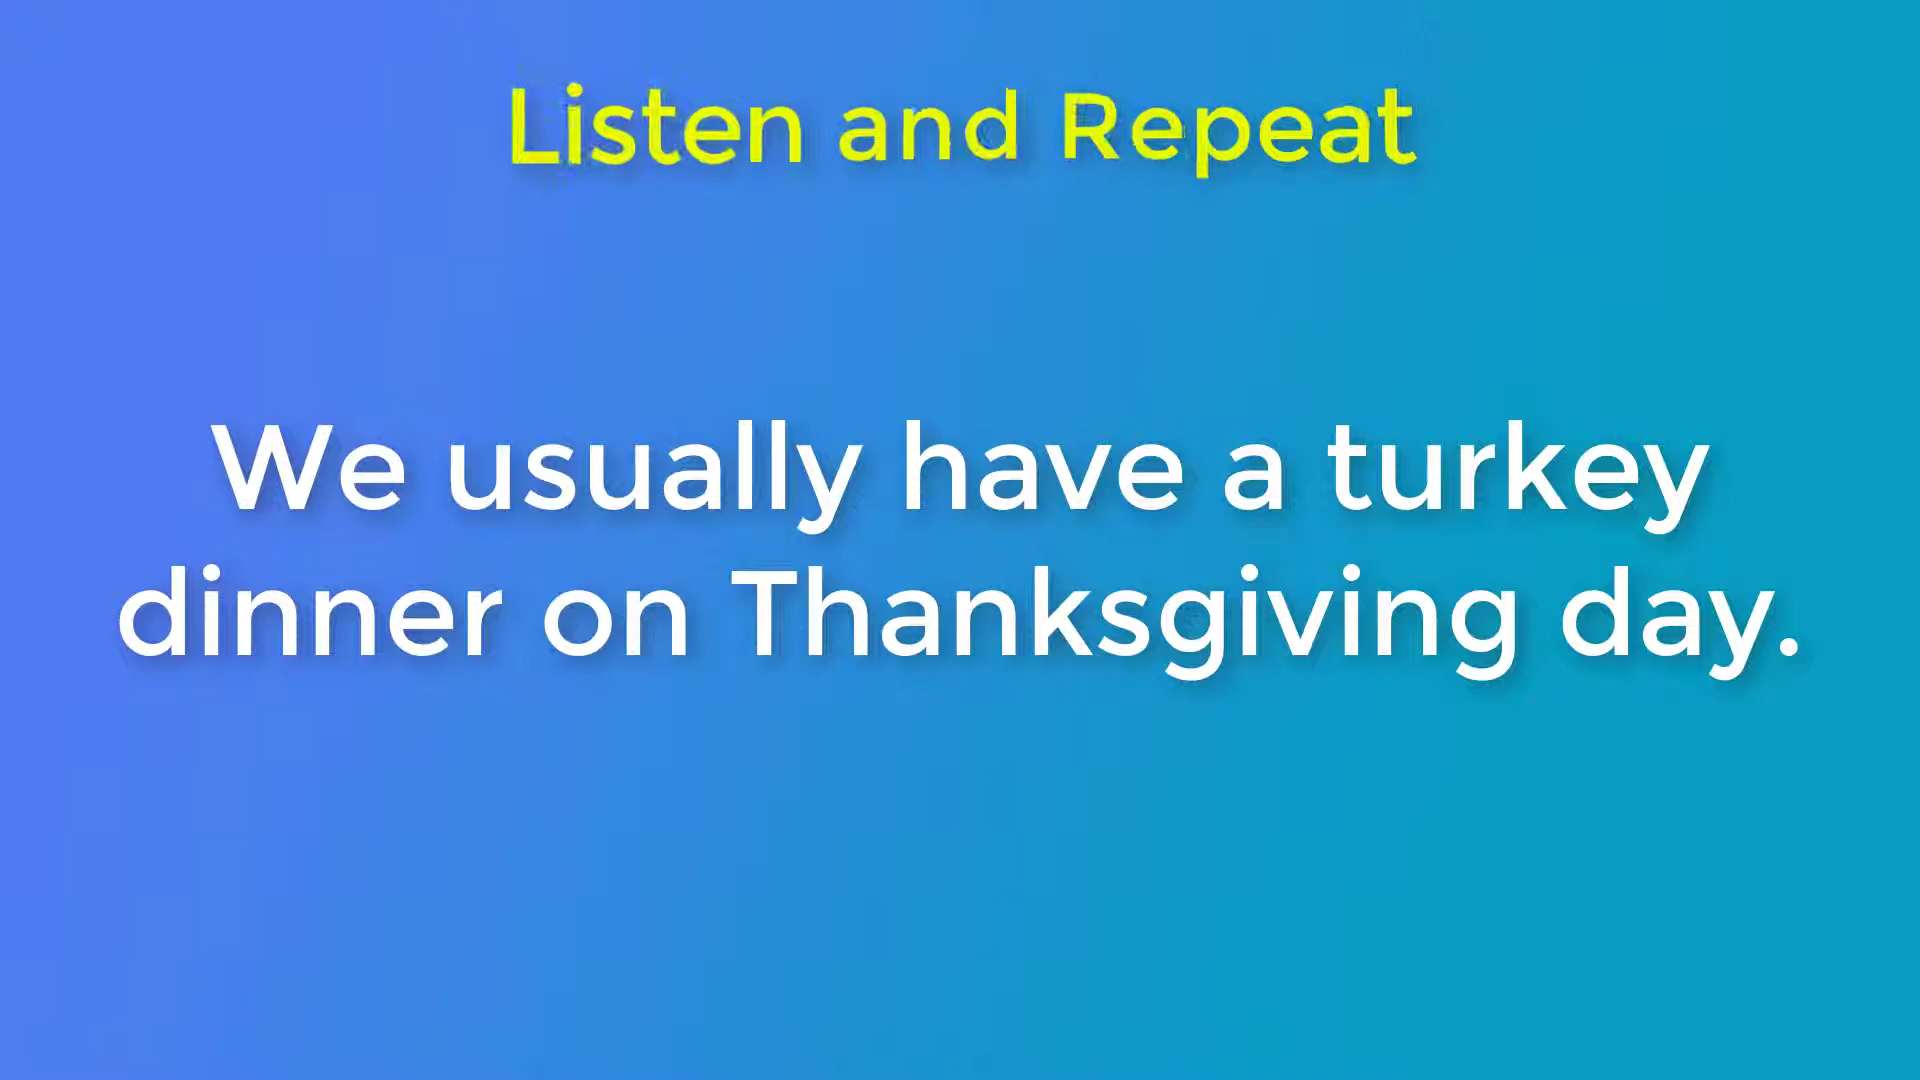 Listen and Repeat
We usually have a turkey
dinner on Thanksgiving day.